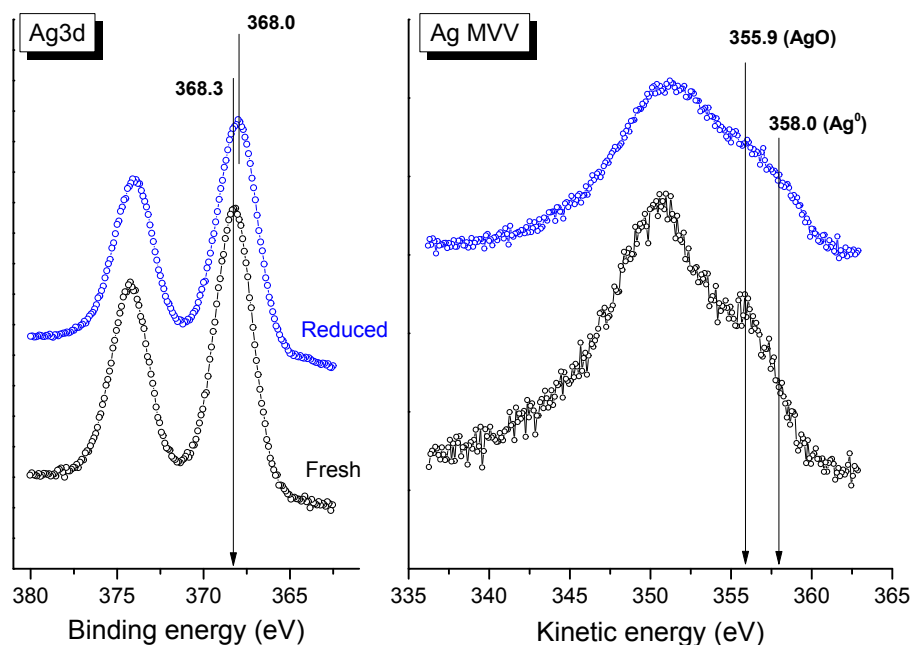 Ag3d
368.0
368.3
Reduced
Fresh
380 375 370 365
Binding energy (eV)
Ag MVV
355.9 (AgO)
358.0 (Ag⁰)
335 340 345 350 355 360 365
Kinetic energy (eV)